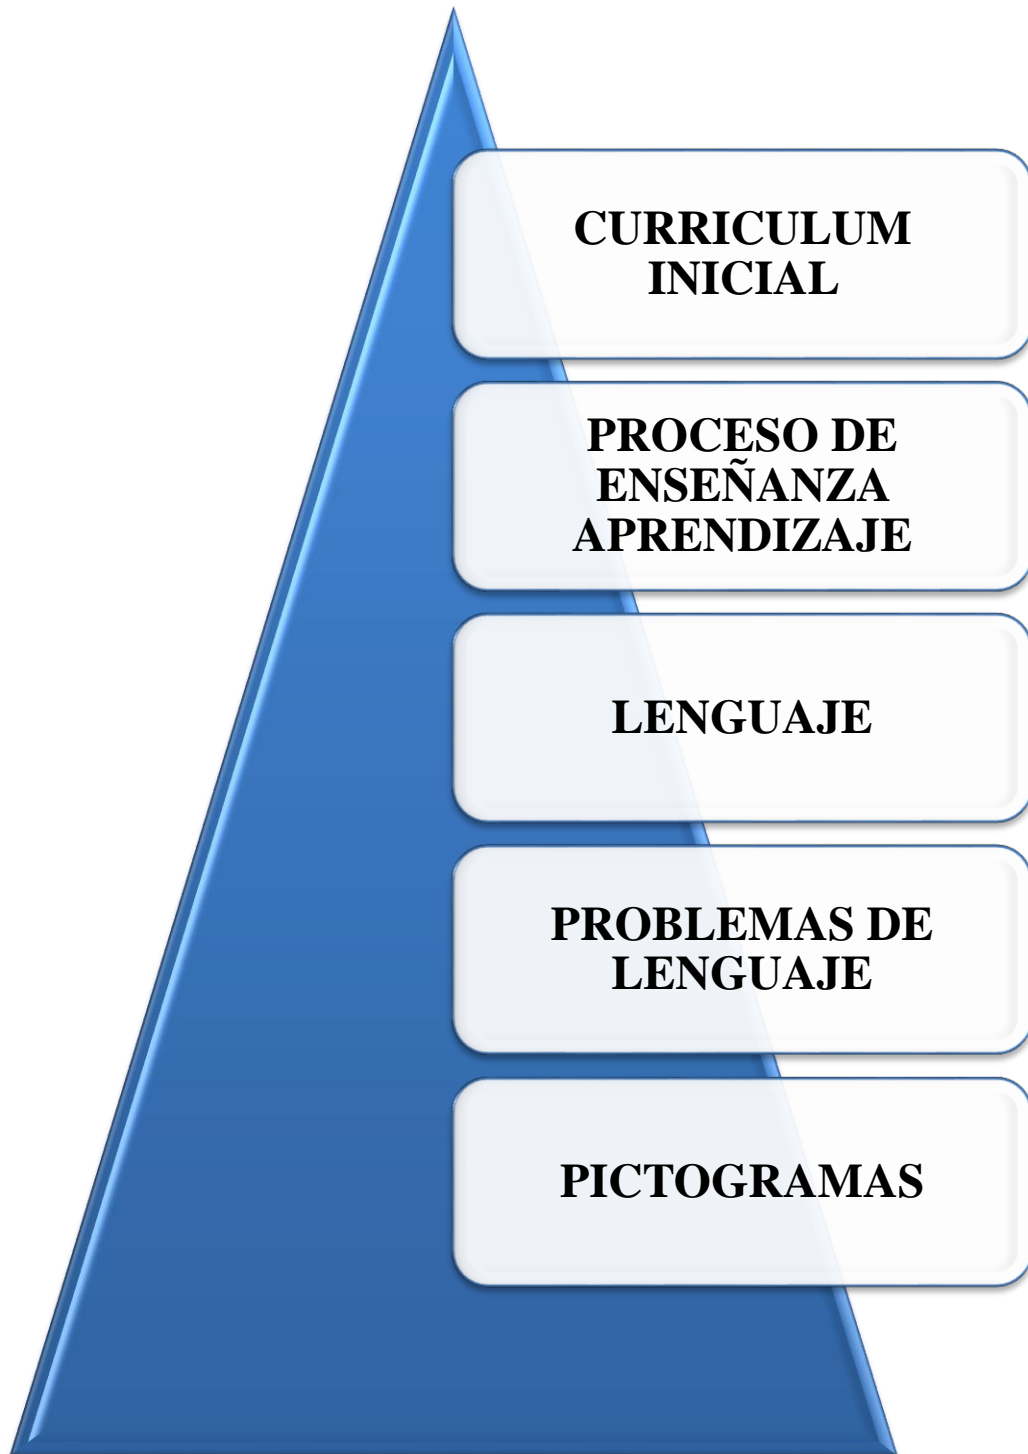 CURRICULUM
INICIAL
PROCESO DE
ENSEÑANZA
APRENDIZAJE
LENGUAJE
PROBLEMAS DE
LENGUAJE
PICTOGRAMAS